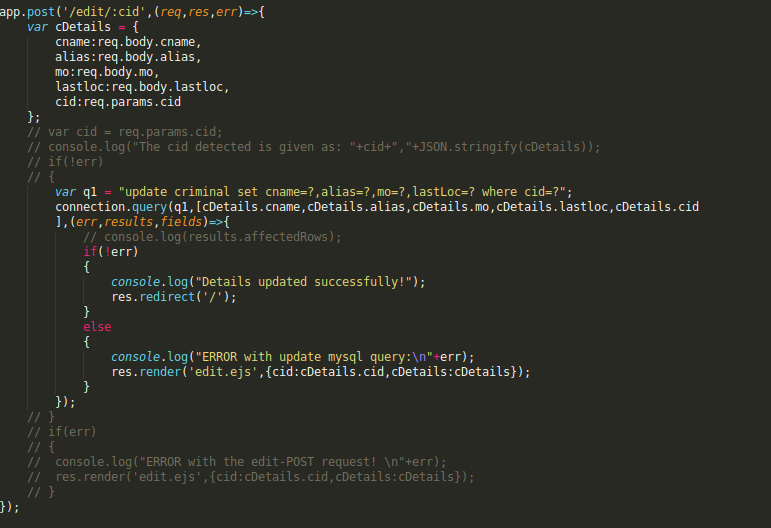 app.post('/edit/:cid',(req,res,err)=>{
    var cDetails = {
        cname:req.body.cname,
        alias:req.body.alias,
        mo:req.body.mo,
        lastloc:req.body.lastloc,
        cid:req.params.cid
    };
    // var cid = req.params.cid;
    // console.log("The cid detected is given as: "+cid+","+JSON.stringify(cDetails));
    // if(!err)
    // {
        var q1 = "update criminal set cname=?,alias=?,mo=?,lastLoc=? where cid=?";
        connection.query(q1,[cDetails.cname,cDetails.alias,cDetails.mo,cDetails.lastloc,cDetails.cid
        ],(err,results,fields)=>{
            // console.log(results.affectedRows);
            if(!err)
            {
                console.log("Details updated successfully!");
                res.redirect('/');
            }
            else
            {
                console.log("ERROR with update mysql query:\n"+err);
                res.render('edit.ejs',{cid:cDetails.cid,cDetails:cDetails});
            }
        });
    // }
    // if(err)
    // {
    //  console.log("ERROR with the edit-POST request! \n"+err);
    //  res.render('edit.ejs',{cid:cDetails.cid,cDetails:cDetails});
    // }
});